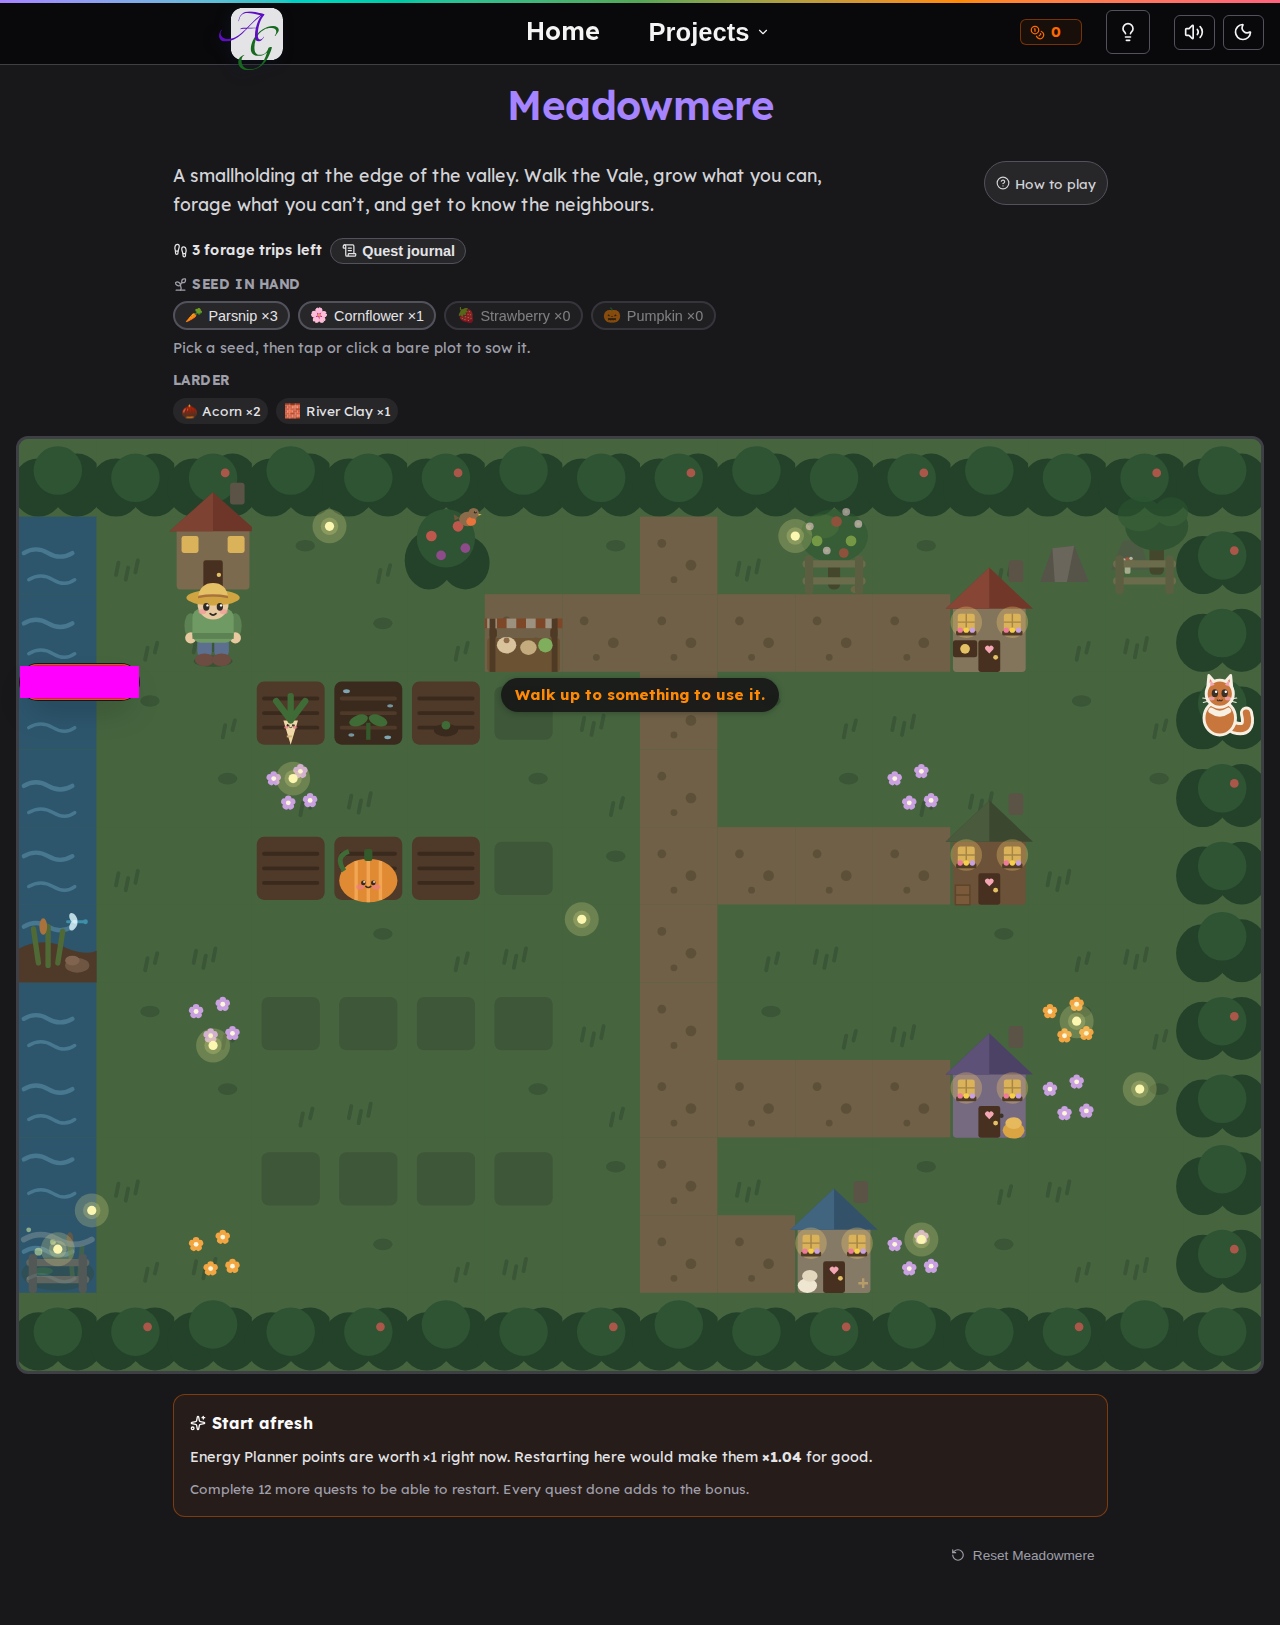 AG
Home
Projects
0
Meadowmere
A smallholding at the edge of the valley. Walk the Vale, grow what you can,
forage what you can’t, and get to know the neighbours.
How to play
3 forage trips left
Quest journal
SEED IN HAND
Parsnip ×3
Cornflower ×1
Strawberry ×0
Pumpkin ×0
Pick a seed, then tap or click a bare plot to sow it.
LARDER
Acorn ×2
River Clay ×1
Walk up to something to use it.
Start afresh
Energy Planner points are worth ×1 right now. Restarting here would make them ×1.04 for good.
Complete 12 more quests to be able to restart. Every quest done adds to the bonus.
Reset Meadowmere